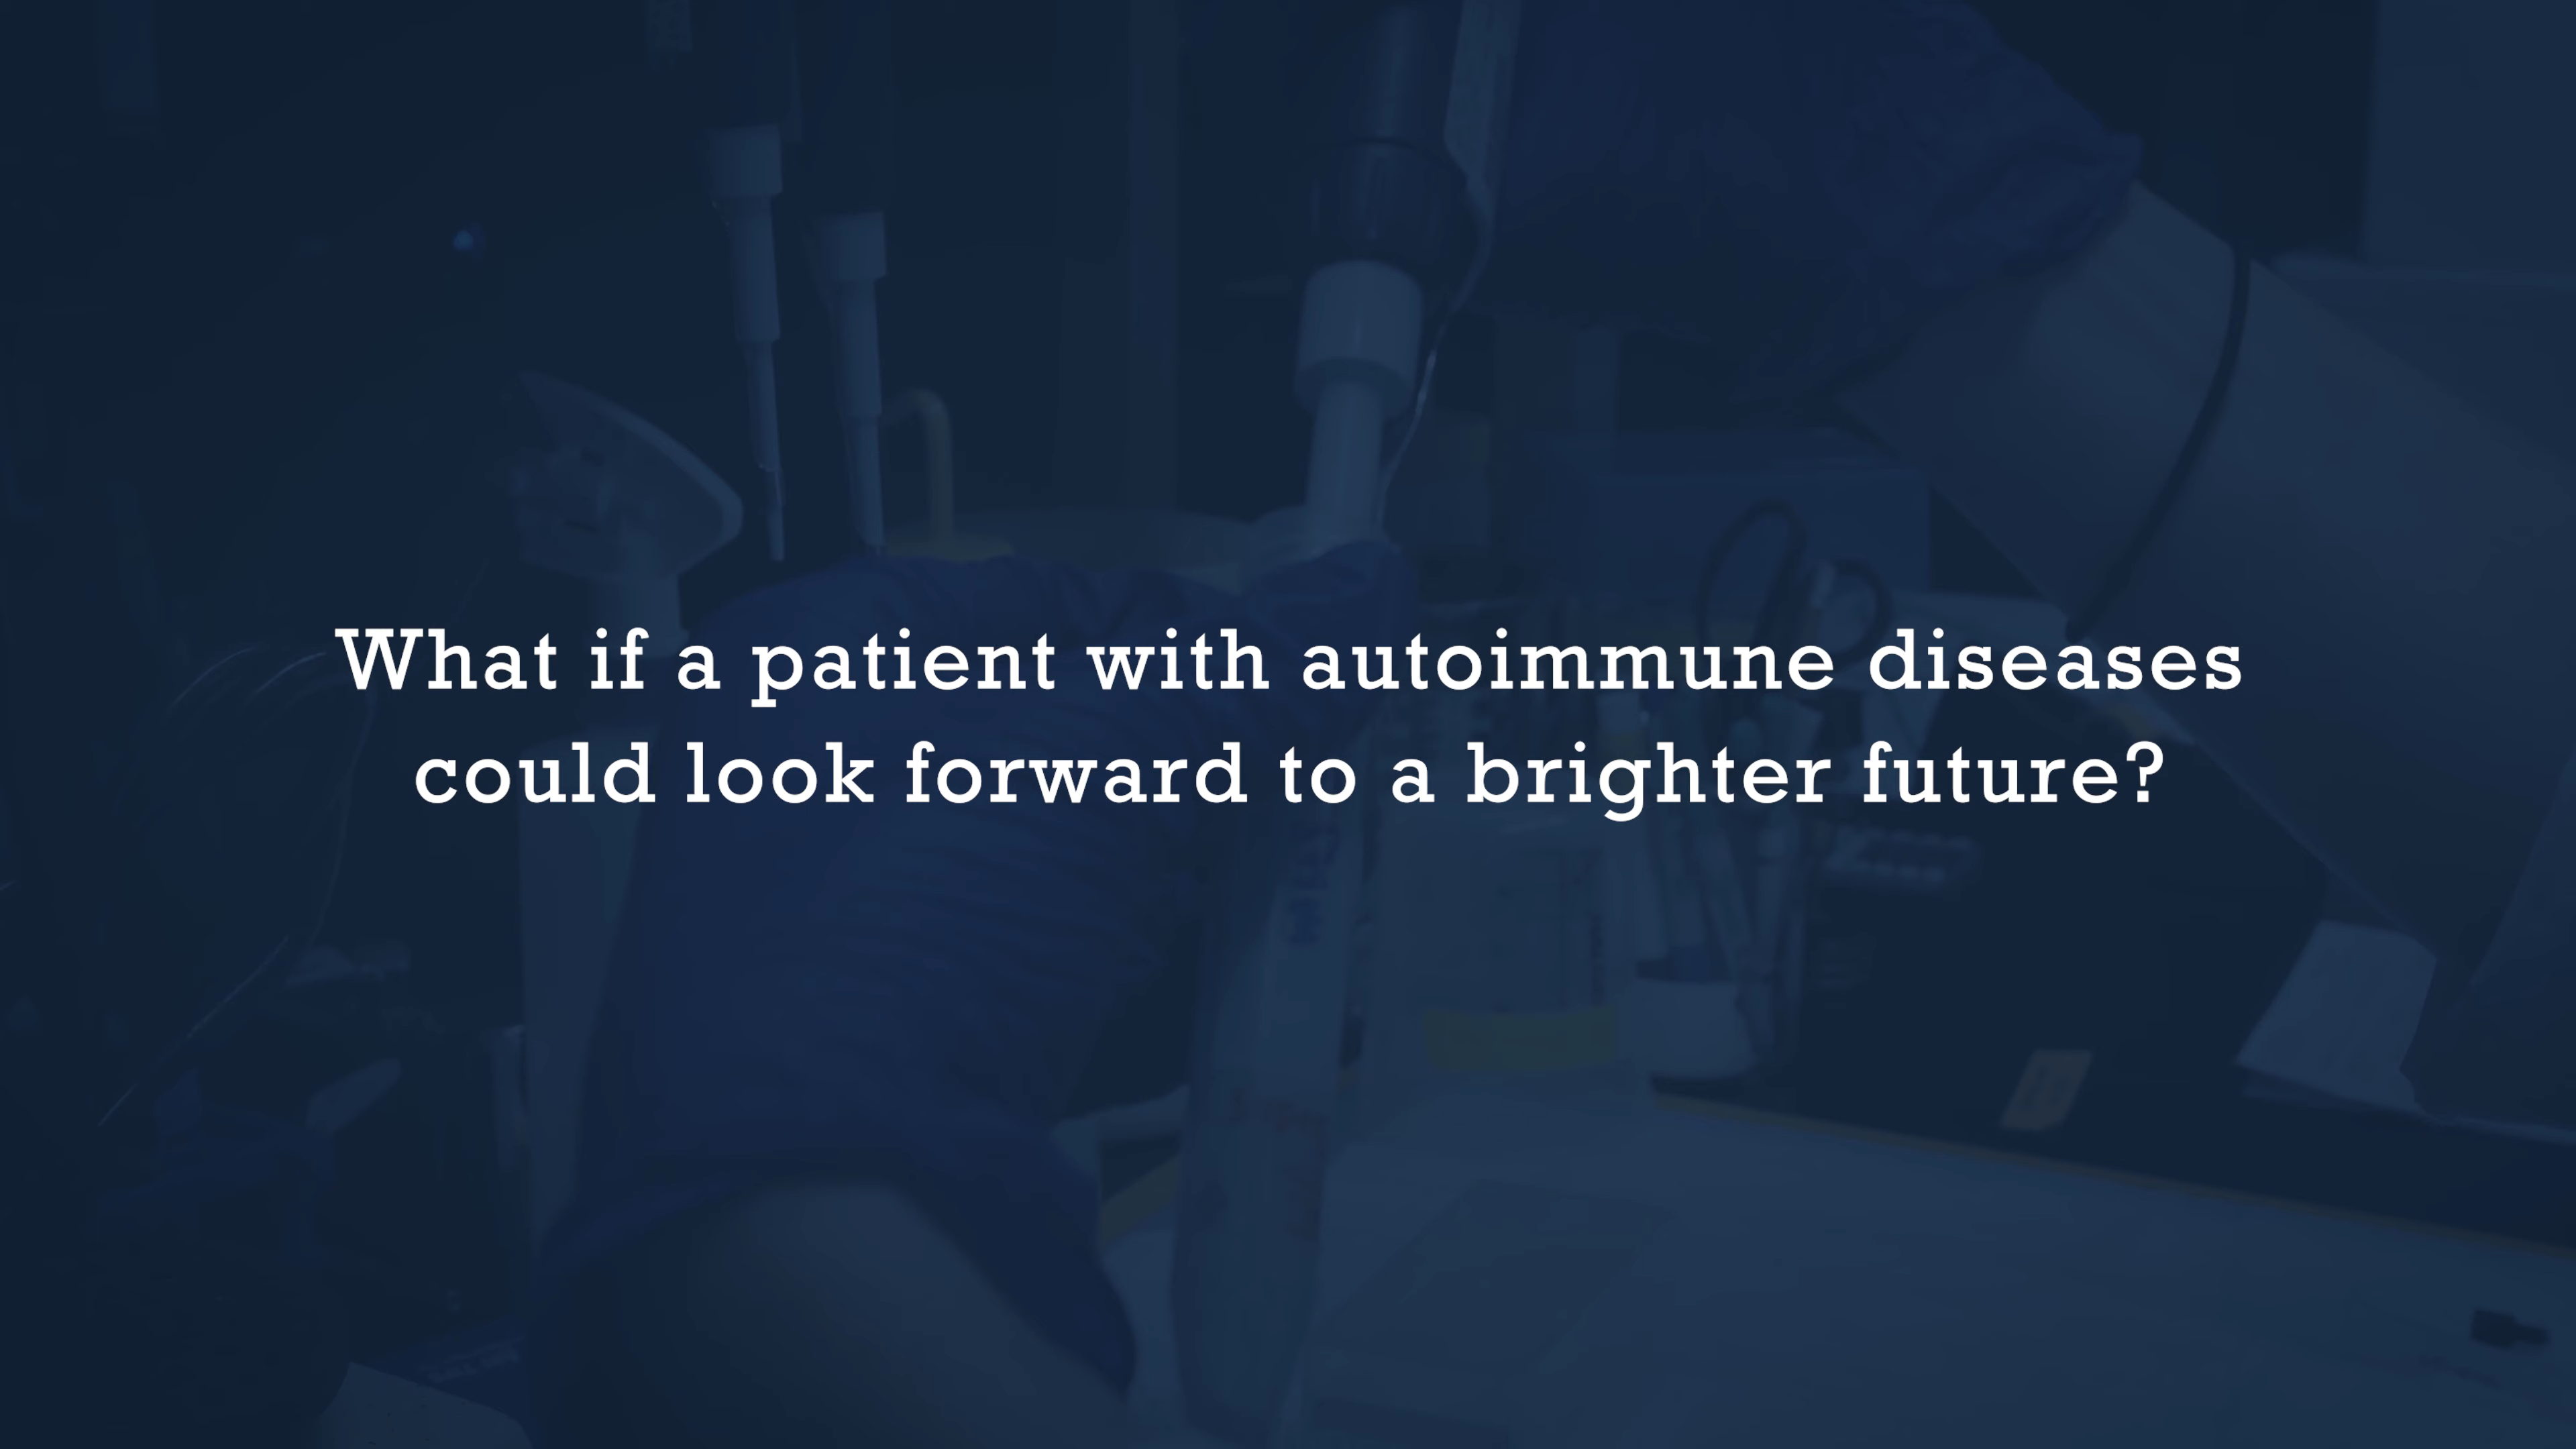 What if a patient with autoimmune diseases
could look forward to a brighter future?